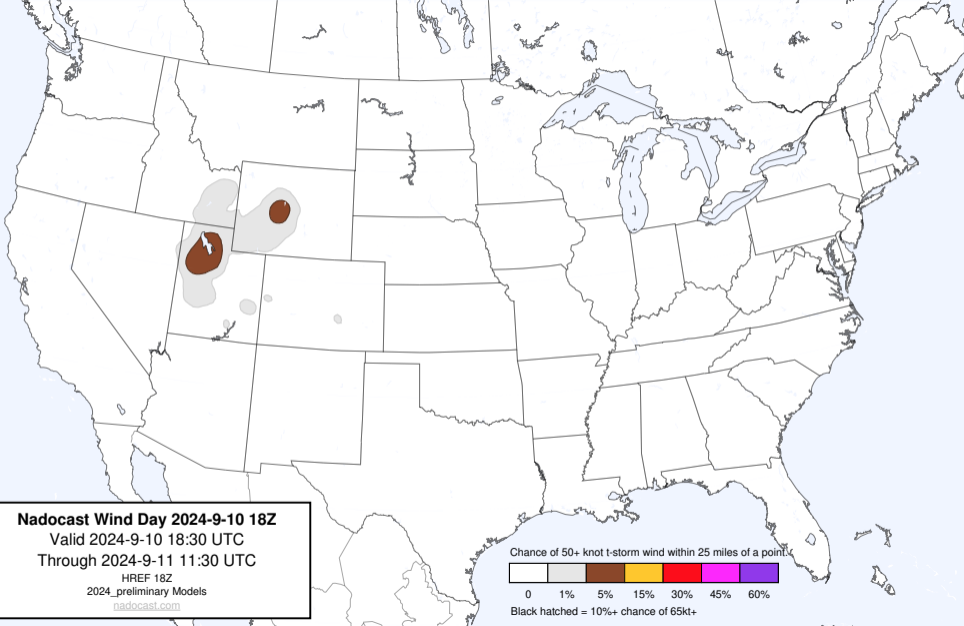 Nadocast Wind Day 2024-9-10 18Z
Valid 2024-9-10 18:30 UTC
Through 2024-9-11 11:30 UTC
HREF 18Z
2024_preliminary Models
nadocast.com
Chance of 50+ knot t-storm wind within 25 miles of a point.
0 1% 5% 15% 30% 45% 60%
Black hatched = 10%+ chance of 65kt+